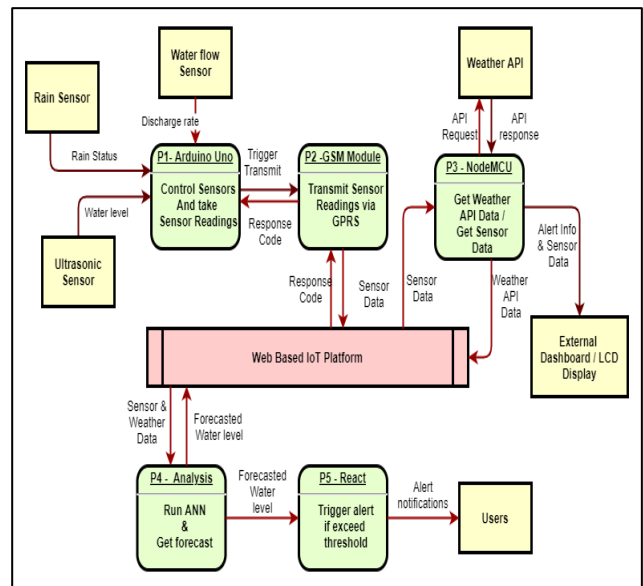 Water flow
Sensor
Weather API
Rain Sensor
Discharge rate
API
Request
API
response
Rain Status
P1- Arduino Uno
Control Sensors
And take
Sensor Readings
Trigger
Transmit
Response
Code
P2 -GSM Module
Transmit Sensor
Readings via
GPRS
P3 - NodeMCU
Get Weather
API Data /
Get Sensor
Data
Water level
Ultrasonic
Sensor
Alert Info
& Sensor
Data
Response
Code
Sensor
Data
Sensor
Data
Weather
API
Data
External
Dashboard / LCD
Display
Web Based IoT Platform
Sensor &
Weather
Data
Forecasted
Water level
P4 - Analysis
Run ANN
&
Get forecast
Forecasted
Water
level
P5 - React
Trigger alert
if exceed
threshold
Alert
notifications
Users